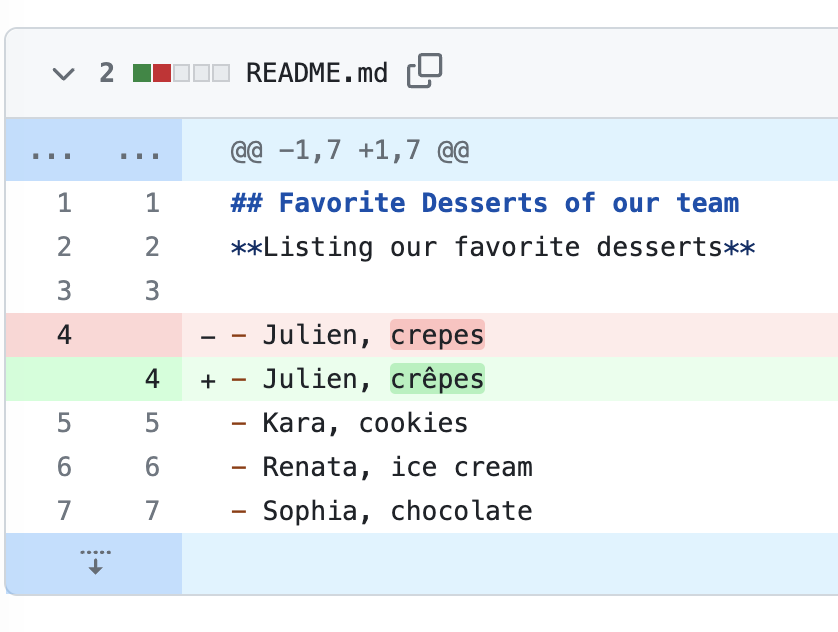 2 README.md
... ... @@ -1,7 +1,7 @@
1 1 ## Favorite Desserts of our team
2 2 **Listing our favorite desserts**
3 3
4 - - Julien, crepes
4 + - Julien, crêpes
5 5 - Kara, cookies
6 6 - Renata, ice cream
7 7 - Sophia, chocolate